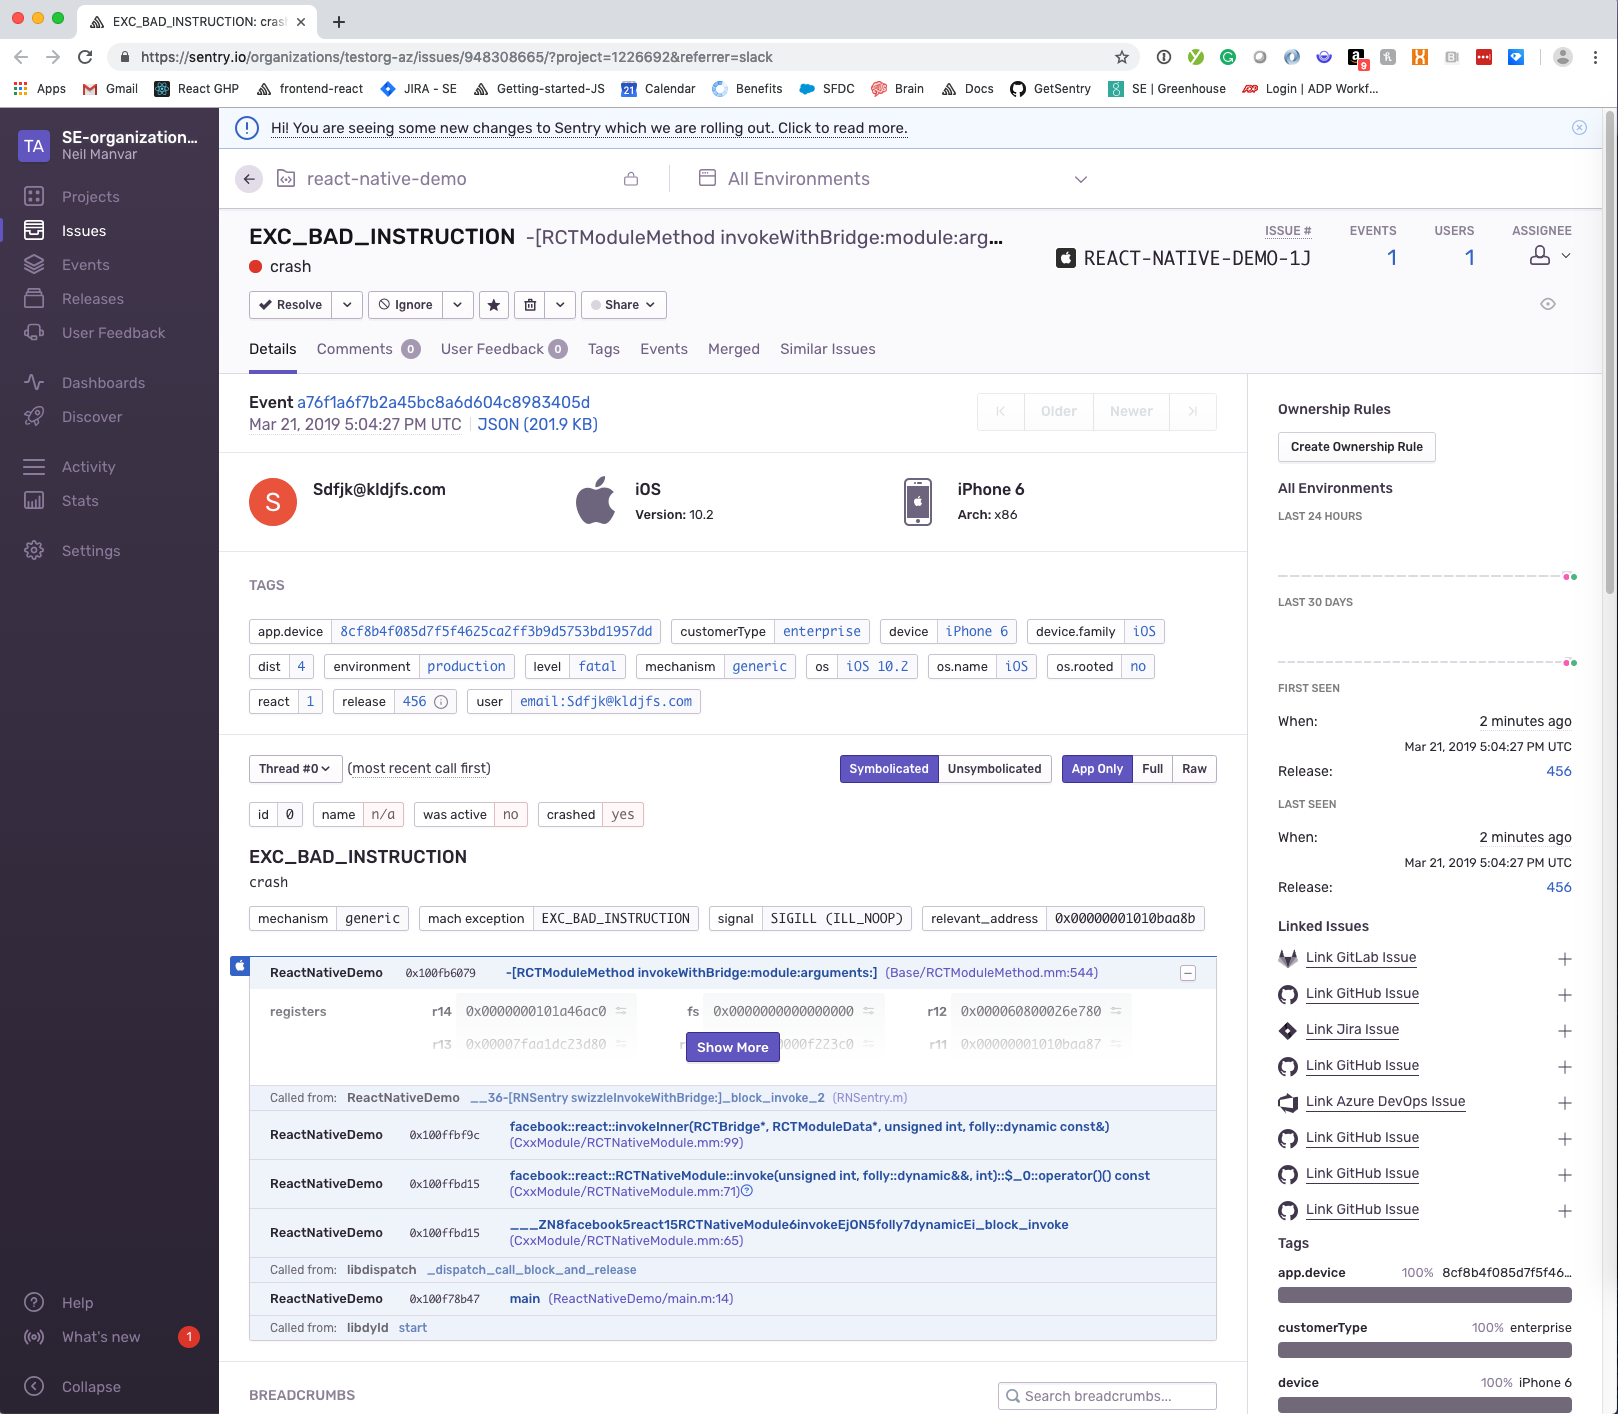 EXC_BAD_INSTRUCTION: cras
https://sentry.io/organizations/testorg-az/issues/948308665/?project=1226692&referrer=slack
Apps Gmail React GHP frontend-react JIRA - SE Getting-started-JS 21 Calendar Benefits SFDC Brain Docs GetSentry SE | Greenhouse Login | ADP Workf...
TA SE-organization...
Neil Manvar
Projects
Issues
Events
Releases
User Feedback
Dashboards
Discover
Activity
Stats
Settings
Help
What's new 1
Collapse
Hi! You are seeing some new changes to Sentry which we are rolling out. Click to read more.
react-native-demo All Environments
EXC_BAD_INSTRUCTION -[RCTModuleMethod invokeWithBridge:module:arg...
crash
ISSUE # EVENTS USERS ASSIGNEE
REACT-NATIVE-DEMO-1J 1 1
Resolve Ignore Share
Details Comments 0 User Feedback 0 Tags Events Merged Similar Issues
Event a76f1a6f7b2a45bc8a6d604c8983405d
Mar 21, 2019 5:04:27 PM UTC JSON (201.9 KB)
Older Newer
S Sdfjk@kldjfs.com
iOS
Version: 10.2
iPhone 6
Arch: x86
TAGS
app.device 8cf8b4f085d7f5f4625ca2ff3b9d5753bd1957dd customerType enterprise device iPhone 6 device.family iOS
dist 4 environment production level fatal mechanism generic os iOS 10.2 os.name iOS os.rooted no
react 1 release 456 user email:Sdfjk@kldjfs.com
Thread #0 (most recent call first) Symbolicated Unsymbolicated App Only Full Raw
id 0 name n/a was active no crashed yes
EXC_BAD_INSTRUCTION
crash
mechanism generic mach exception EXC_BAD_INSTRUCTION signal SIGILL (ILL_NOOP) relevant_address 0x00000001010baa8b
ReactNativeDemo 0x100fb6079 -[RCTModuleMethod invokeWithBridge:module:arguments:] (Base/RCTModuleMethod.mm:544)
registers r14 0x0000000101a46ac0 fs 0x0000000000000000 r12 0x000060800026e780
r13 0x00007faa1dc23d80 Show More r11 0x00000001010baa87
Called from: ReactNativeDemo __36-[RNSentry swizzleInvokeWithBridge:]_block_invoke_2 (RNSentry.m)
ReactNativeDemo 0x100ffbf9c facebook::react::invokeInner(RCTBridge*, RCTModuleData*, unsigned int, folly::dynamic const&)
(CxxModule/RCTNativeModule.mm:99)
ReactNativeDemo 0x100ffbd15 facebook::react::RCTNativeModule::invoke(unsigned int, folly::dynamic&&, int)::$_0::operator()() const
(CxxModule/RCTNativeModule.mm:71)
ReactNativeDemo 0x100ffbd15 ___ZN8facebook5react15RCTNativeModule6invokeEjON5folly7dynamicEi_block_invoke
(CxxModule/RCTNativeModule.mm:65)
Called from: libdispatch _dispatch_call_block_and_release
ReactNativeDemo 0x100f78b47 main (ReactNativeDemo/main.m:14)
Called from: libdyld start
BREADCRUMBS Search breadcrumbs...
Ownership Rules
Create Ownership Rule
All Environments
LAST 24 HOURS
LAST 30 DAYS
FIRST SEEN
When: 2 minutes ago
Mar 21, 2019 5:04:27 PM UTC
Release: 456
LAST SEEN
When: 2 minutes ago
Mar 21, 2019 5:04:27 PM UTC
Release: 456
Linked Issues
Link GitLab Issue
Link GitHub Issue
Link Jira Issue
Link GitHub Issue
Link Azure DevOps Issue
Link GitHub Issue
Link GitHub Issue
Link GitHub Issue
Tags
app.device 100% 8cf8b4f085d7f5f46...
customerType 100% enterprise
device 100% iPhone 6